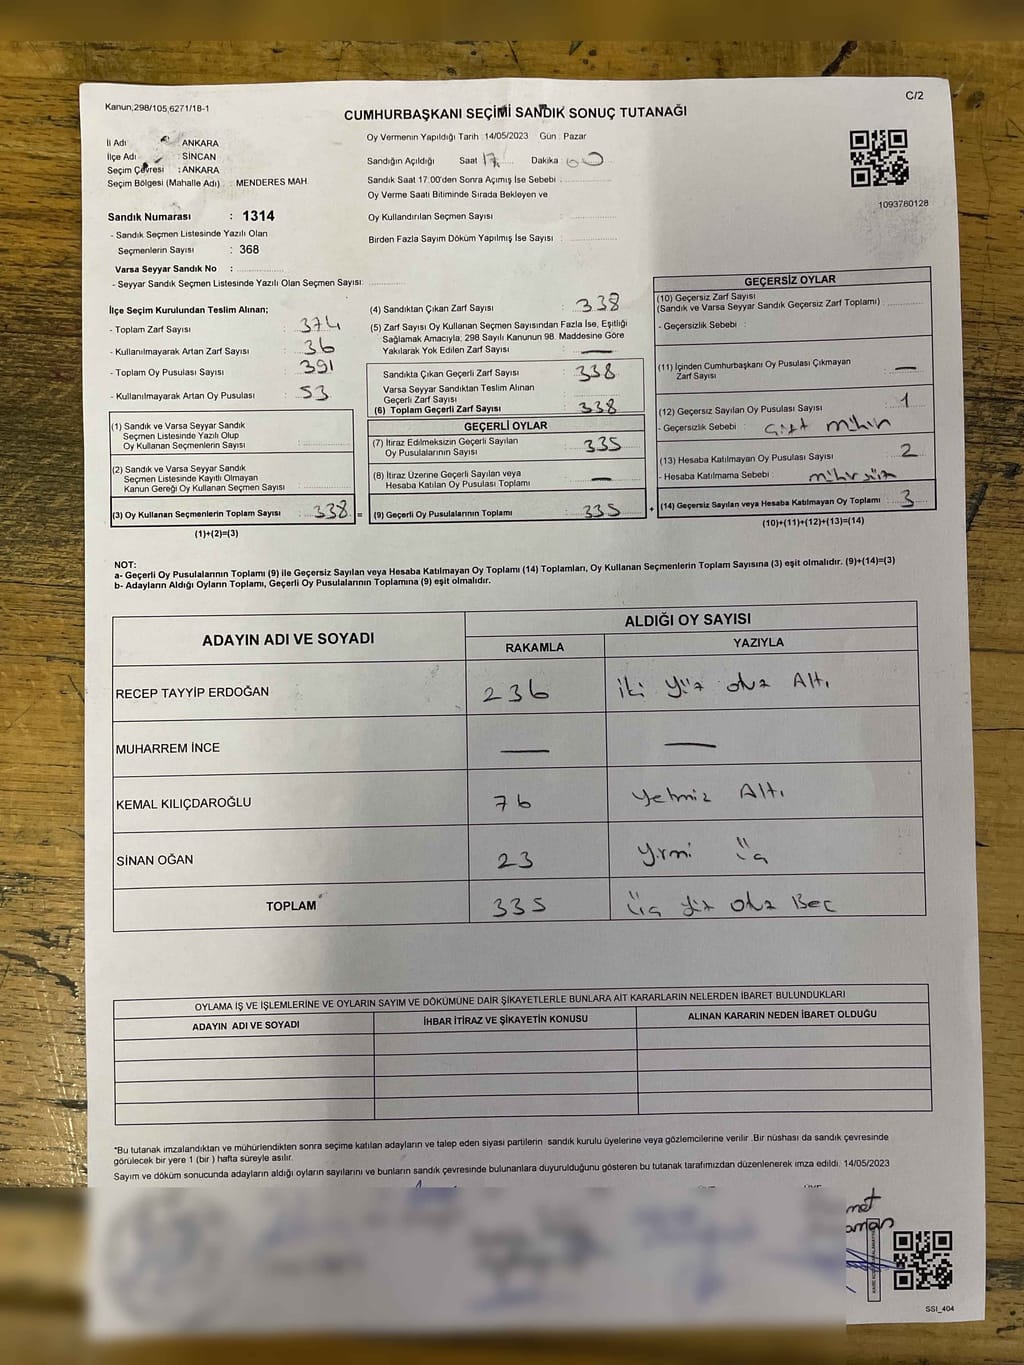 Kanun,298/105,6271/18-1
C/2
CUMHURBAŞKANI SEÇİMİ SANDIK SONUÇ TUTANAĞI
İl Adı : ANKARA
İlçe Adı : SİNCAN
Seçim Çevresi : ANKARA
Seçim Bölgesi (Mahalle Adı) : MENDERES MAH.
Oy Vermenin Yapıldığı Tarih : 14/05/2023 Gün : Pazar
Sandığın Açıldığı Saat 17 Dakika : 00
Sandık Saat 17:00'den Sonra Açımış İse Sebebi :
Oy Verme Saati Bitiminde Sırada Bekleyen ve
Oy Kullandırılan Seçmen Sayısı :
Birden Fazla Sayım Döküm Yapılmış İse Sayısı :
1093780128
Sandık Numarası : 1314
- Sandık Seçmen Listesinde Yazılı Olan
Seçmenlerin Sayısı : 368
Varsa Seyyar Sandık No :
- Seyyar Sandık Seçmen Listesinde Yazılı Olan Seçmen Sayısı:
İlçe Seçim Kurulundan Teslim Alınan;
- Toplam Zarf Sayısı : 374
- Kullanılmayarak Artan Zarf Sayısı : 36
- Toplam Oy Pusulası Sayısı : 391
- Kullanılmayarak Artan Oy Pusulası : 53
(1) Sandık ve Varsa Seyyar Sandık
Seçmen Listesinde Yazılı Olup
Oy Kullanan Seçmenlerin Sayısı :
(2) Sandık ve Varsa Seyyar Sandık
Seçmen Listesinde Kayıtlı Olmayan
Kanun Gereği Oy Kullanan Seçmen Sayısı :
(3) Oy Kullanan Seçmenlerin Toplam Sayısı : 338 =
(1)+(2)=(3)
(4) Sandıktan Çıkan Zarf Sayısı : 338
(5) Zarf Sayısı Oy Kullanan Seçmen Sayısından Fazla İse, Eşitliği
Sağlamak Amacıyla, 298 Sayılı Kanunun 98. Maddesine Göre
Yakılarak Yok Edilen Zarf Sayısı : —
Sandıkta Çıkan Geçerli Zarf Sayısı : 338
Varsa Seyyar Sandıktan Teslim Alınan
Geçerli Zarf Sayısı :
(6) Toplam Geçerli Zarf Sayısı : 338
GEÇERLİ OYLAR
(7) İtiraz Edilmeksizin Geçerli Sayılan
Oy Pusulasının Sayısı : 335
(8) İtiraz Üzerine Geçerli Sayılan veya
Hesaba Katılan Oy Pusulası Toplamı : —
(9) Geçerli Oy Pusulalarının Toplamı : 335 +
GEÇERSİZ OYLAR
(10) Geçersiz Zarf Sayısı
(Sandık ve Varsa Seyyar Sandık Geçersiz Zarf Toplamı) :
- Geçersizlik Sebebi :
(11) İçinden Cumhurbaşkanı Oy Pusulası Çıkmayan
Zarf Sayısı : —
(12) Geçersiz Sayılan Oy Pusulası Sayısı : 1
- Geçersizlik Sebebi : çift mühür
(13) Hesaba Katılmayan Oy Pusulası Sayısı : 2
- Hesaba Katılmama Sebebi : mühürsüz
(14) Geçersiz Sayılan veya Hesaba Katılmayan Oy Toplamı : 3
(10)+(11)+(12)+(13)=(14)
NOT:
a- Geçerli Oy Pusulalarının Toplamı (9) ile Geçersiz Sayılan veya Hesaba Katılmayan Oy Toplamı (14) Toplamları, Oy Kullanan Seçmenlerin Toplam Sayısına (3) eşit olmalıdır. (9)+(14)=(3)
b- Adayların Aldığı Oyların Toplamı, Geçerli Oy Pusulalarının Toplamına (9) eşit olmalıdır.
ADAYIN ADI VE SOYADI
ALDIĞI OY SAYISI
RAKAMLA YAZIYLA
RECEP TAYYİP ERDOĞAN 236 iki yüz otuz Altı
MUHARREM İNCE — —
KEMAL KILIÇDAROĞLU 76 yetmiş Altı
SİNAN OĞAN 23 yirmi üç
TOPLAM 335 üç yüz otuz Beş
OYLAMA İŞ VE İŞLEMLERİNE VE OYLARIN SAYIM VE DÖKÜMÜNE DAİR ŞİKAYETLERLE BUNLARA AİT KARARLARIN NELERDEN İBARET BULUNDUKLARI
ADAYIN ADI VE SOYADI İHBAR İTİRAZ VE ŞİKAYETİN KONUSU ALINAN KARARIN NEDEN İBARET OLDUĞU
*Bu tutanak imzalandıktan ve mühürlendikten sonra seçime katılan adayların ve talep eden siyasi partilerin sandık kurulu üyelerine veya gözlemcilerine verilir. Bir nüshası da sandık çevresinde
görülecek bir yere 1 (bir ) hafta süreyle asılır.
Sayım ve döküm sonucunda adayların aldığı oyların sayılarını ve bunların sandık çevresinde bulunanlara duyurulduğunu gösteren bu tutanak tarafımızdan düzenlenerek imza edildi. 14/05/2023
SSI_404